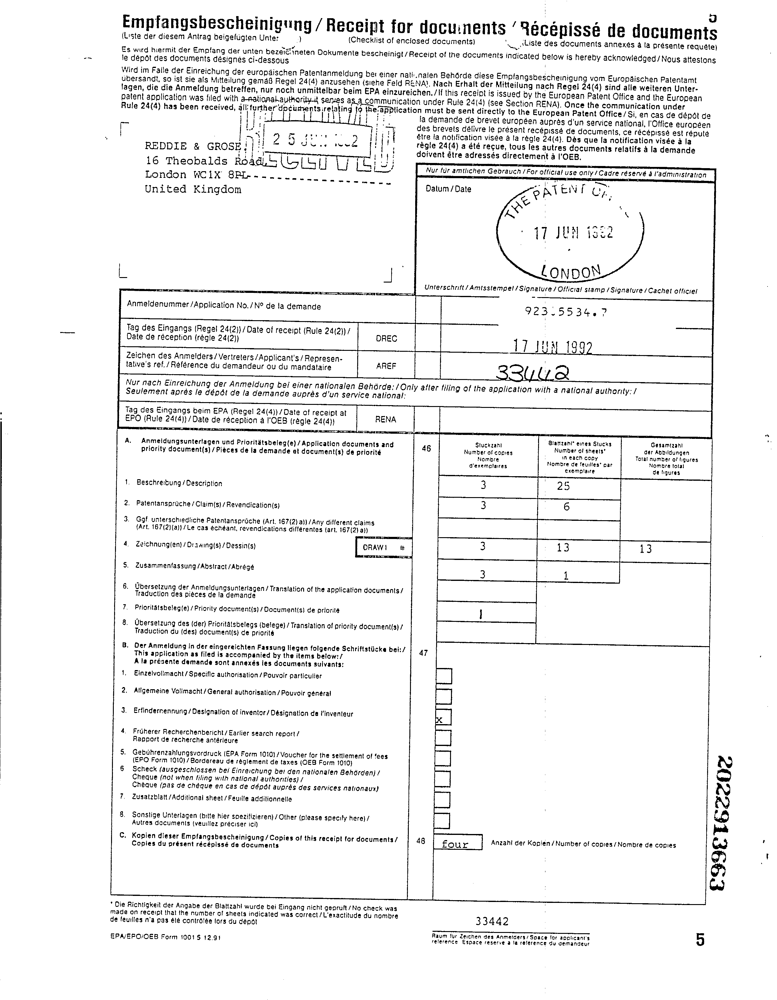 5
Empfangsbescheinigung / Receipt for documents / Récépissé de documents
(Liste der diesem Antrag beigefügten Unter ) (Checklist of enclosed documents) (Liste des documents annexés à la présente requête)
Es wird hiermit der Empfang der unten bezeichneten Dokumente bescheinigt / Receipt of the documents indicated below is hereby acknowledged / Nous attestons
le dépôt des documents désignés ci-dessous
Wird im Falle der Einreichung der europäischen Patentanmeldung bei einer nationalen Behörde diese Empfangsbescheinigung vom Europäischen Patentamt
übersandt, so ist sie als Mitteilung gemäß Regel 24(4) anzusehen (siehe Feld RENA). Nach Erhalt der Mitteilung nach Regel 24(4) sind alle weiteren Unter-
lagen, die die Anmeldung betreffen, nur noch unmittelbar beim EPA einzureichen. / If this receipt is issued by the European Patent Office and the European
patent application was filed with a national authority it serves as a communication under Rule 24(4) (see Section RENA). Once the communication under
Rule 24(4) has been received, all further documents relating to the application must be sent directly to the European Patent Office / Si, en cas de dépôt de
la demande de brevet européen auprès d'un service national, l'Office européen
des brevets délivre le présent récépissé de documents, ce récépissé est réputé
être la notification visée à la règle 24(4). Dès que la notification visée à la
règle 24(4) a été reçue, tous les autres documents relatifs à la demande
doivent être adressés directement à l'OEB.
REDDIE & GROSE
25 JUN 1992
16 Theobalds Road
London WC1X 8PL
United Kingdom
Nur für amtlichen Gebrauch / For official use only / Cadre réservé à l'administration
Datum / Date
THE PATENT OF
17 JUN 1992
LONDON
Unterschrift / Amtsstempel / Signature / Official stamp / Signature / Cachet officiel
Anmeldenummer / Application No. / N° de la demande
923.5534.7
Tag des Eingangs (Regel 24(2)) / Date of receipt (Rule 24(2)) /
Date de réception (règle 24(2)) DREC 17 JUN 1992
Zeichen des Anmelders / Vertreters / Applicant's / Represen-
tative's ref. / Référence du demandeur ou du mandataire AREF 33442
Nur nach Einreichung der Anmeldung bei einer nationalen Behörde: / Only after filing of the application with a national authority: /
Seulement après le dépôt de la demande auprès d'un service national:
Tag des Eingangs beim EPA (Regel 24(4)) / Date of receipt at
EPO (Rule 24(4)) / Date de réception à l'OEB (règle 24(4)) RENA
A. Anmeldungsunterlagen und Prioritätsbeleg(e) / Application documents and
priority document(s) / Pièces de la demande et document(s) de priorité
46
Stückzahl
Number of copies
Nombre
d'exemplaires
Blattzahl* eines Stücks
Number of sheets*
in each copy
Nombre de feuilles* par
exemplaire
Gesamtzahl
der Abbildungen
Total number of figures
Nombre total
de figures
1. Beschreibung / Description 3 25
2. Patentansprüche / Claim(s) / Revendication(s) 3 6
3. Ggf. unterschiedliche Patentansprüche (Art. 167(2) a)) / Any different claims
(Art. 167(2)(a)) / Le cas échéant, revendications différentes (art. 167(2) a))
4. Zeichnung(en) / Drawing(s) / Dessin(s) DRAW1 3 13 13
5. Zusammenfassung / Abstract / Abrégé 3 1
6. Übersetzung der Anmeldungsunterlagen / Translation of the application documents /
Traduction des pièces de la demande
7. Prioritätsbeleg(e) / Priority document(s) / Document(s) de priorité 1
8. Übersetzung des (der) Prioritätsbelegs (belege) / Translation of priority document(s) /
Traduction du (des) document(s) de priorité
B. Der Anmeldung in der eingereichten Fassung liegen folgende Schriftstücke bei: /
This application as filed is accompanied by the items below: /
A la présente demande sont annexés les documents suivants:
47
1. Einzelvollmacht / Specific authorisation / Pouvoir particulier
2. Allgemeine Vollmacht / General authorisation / Pouvoir général
3. Erfindernennung / Designation of inventor / Désignation de l'inventeur x
4. Früherer Recherchenbericht / Earlier search report /
Rapport de recherche antérieure
5. Gebührenzahlungsvordruck (EPA Form 1010) / Voucher for the settlement of fees
(EPO Form 1010) / Bordereau de règlement de taxes (OEB Form 1010)
6 Scheck (ausgeschlossen bei Einreichung bei den nationalen Behörden) /
Cheque (not when filing with national authorities) /
Chèque (pas de chèque en cas de dépôt auprès des services nationaux)
7. Zusatzblatt / Additional sheet / Feuille additionnelle
8. Sonstige Unterlagen (bitte hier spezifizieren) / Other (please specify here) /
Autres documents (veuillez préciser ici)
C. Kopien dieser Empfangsbescheinigung / Copies of this receipt for documents /
Copies du présent récépissé de documents
48 four Anzahl der Kopien / Number of copies / Nombre de copies
2022913663
* Die Richtigkeit der Angabe der Blattzahl wurde bei Eingang nicht geprüft / No check was
made on receipt that the number of sheets indicated was correct / L'exactitude du nombre
de feuilles n'a pas été contrôlée lors du dépôt
EPA/EPO/OEB Form 1001 5 12.91
33442
Raum für Zeichen des Anmelders / Space for applicant's
reference Espace réservé à la référence du demandeur
5